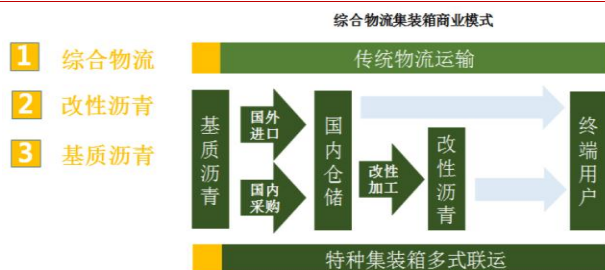 综合物流集装箱商业模式
1 综合物流
2 改性沥青
3 基质沥青
传统物流运输
基质沥青
国外
进口
国内
采购
国内仓储
改性
加工
改性沥青
终端用户
特种集装箱多式联运